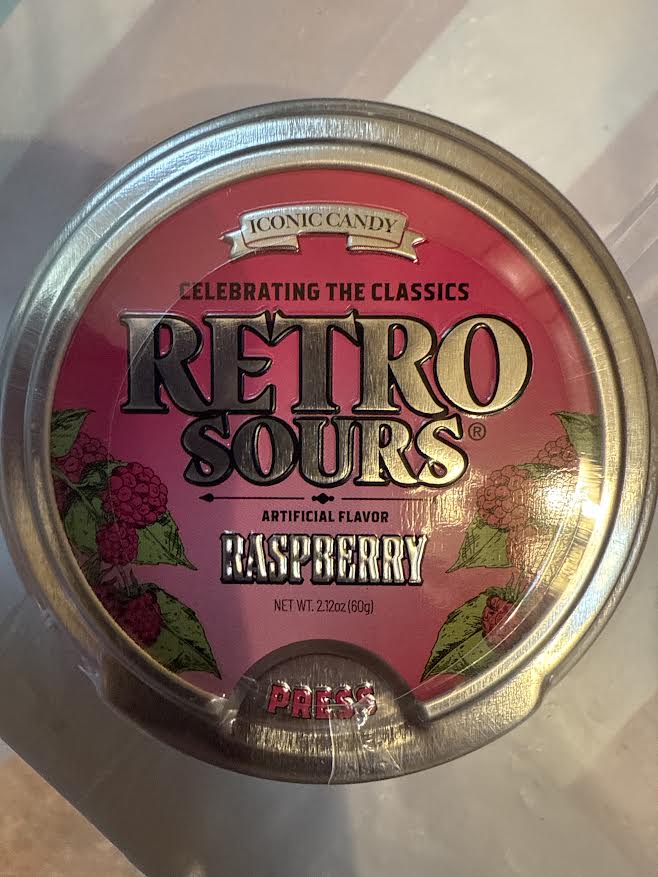 ICONIC CANDY
CELEBRATING THE CLASSICS
RETRO
SOURS®
ARTIFICIAL FLAVOR
RASPBERRY
NET WT. 2.12oz (60g)
PRESS